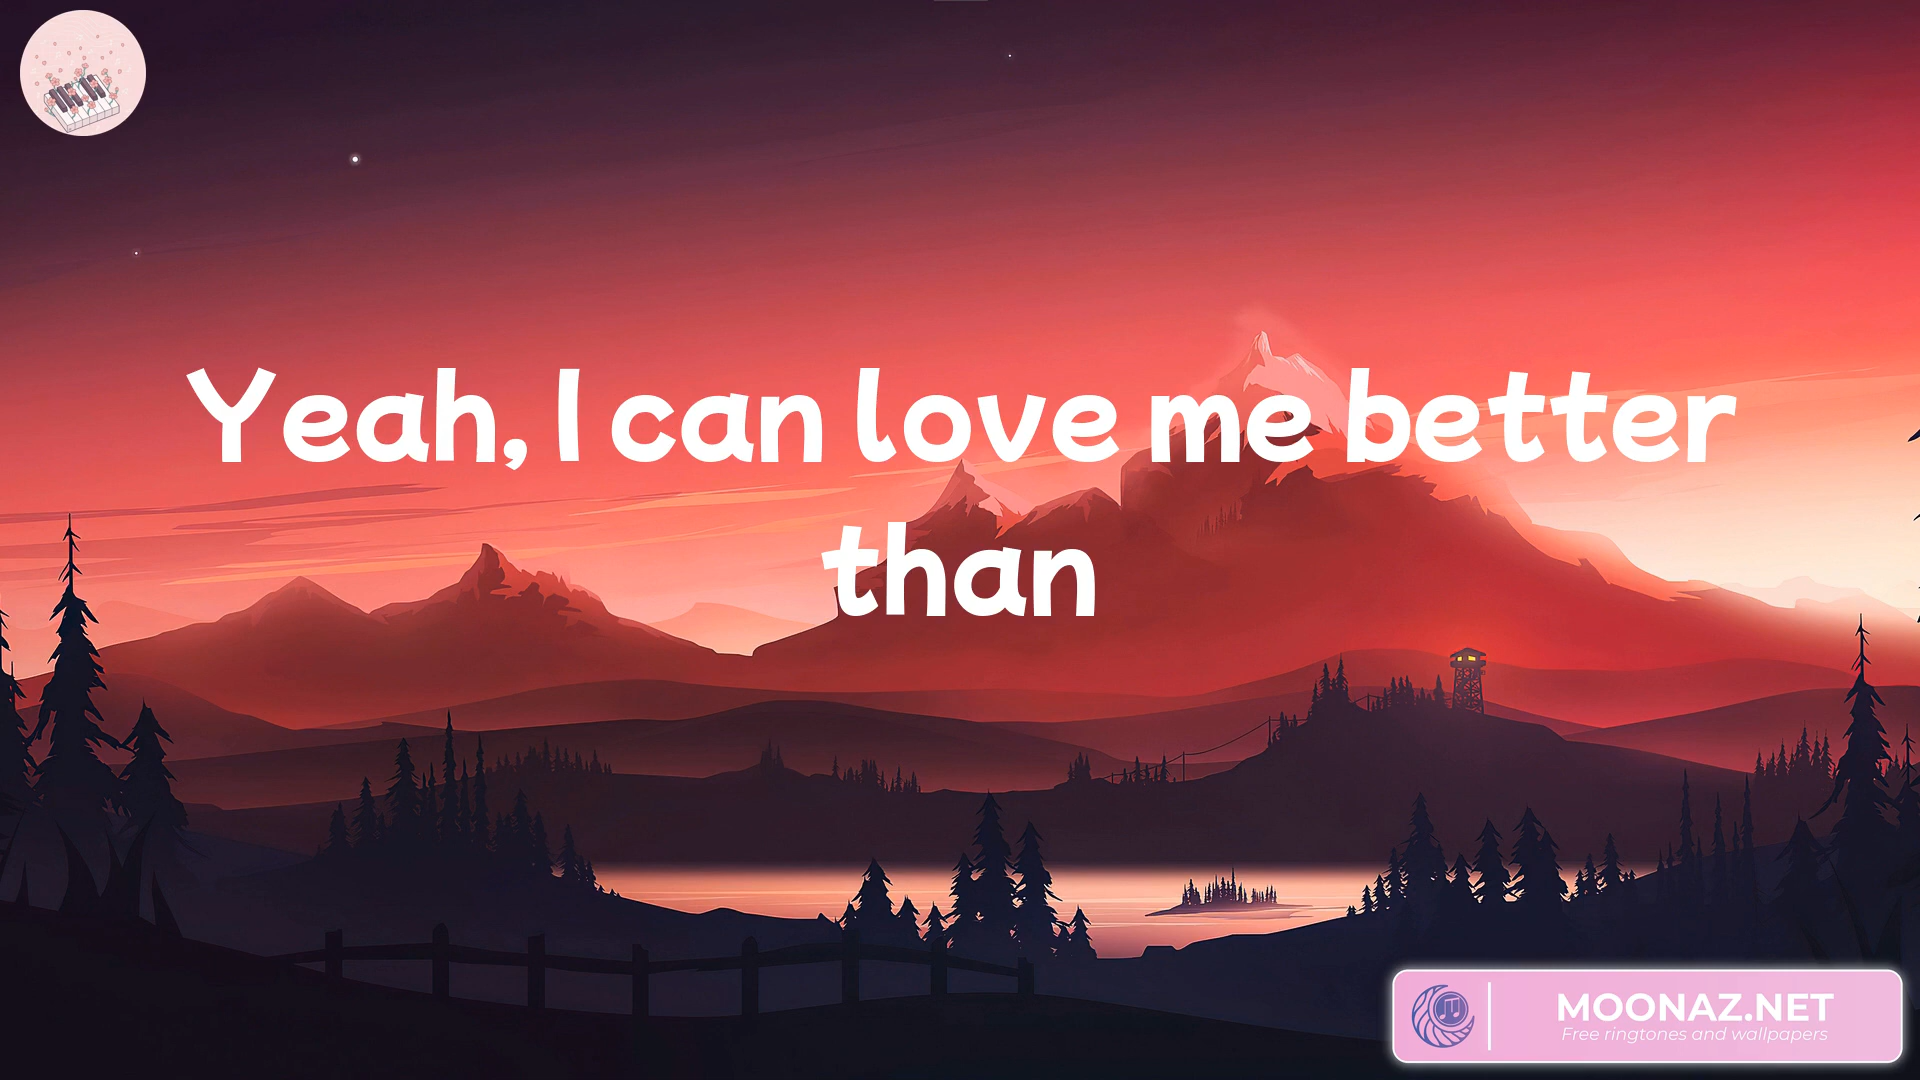 Yeah, I can love me better
than
MOONAZ.NET
Free ringtones and wallpapers